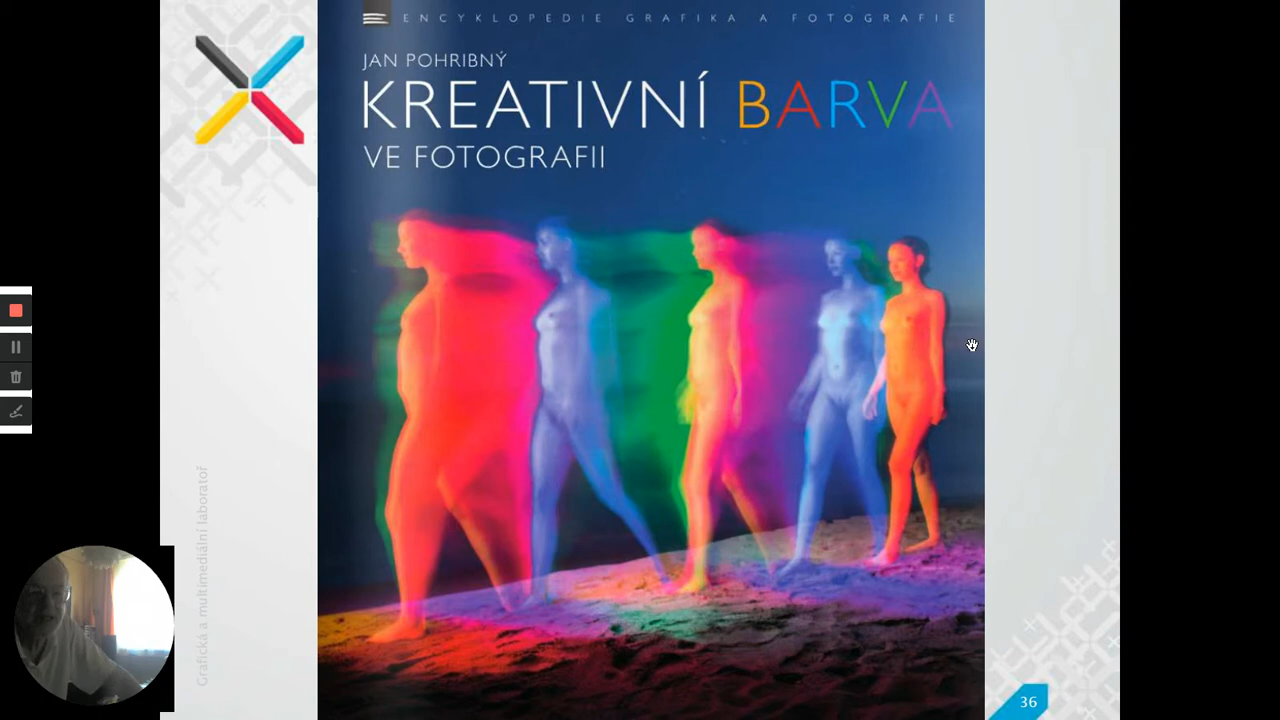 ENCYKLOPEDIE GRAFIKA A FOTOGRAFIE
JAN POHRIBNÝ
KREATIVNÍ BARVA
VE FOTOGRAFII
Grafická a multimediální laboratoř
36